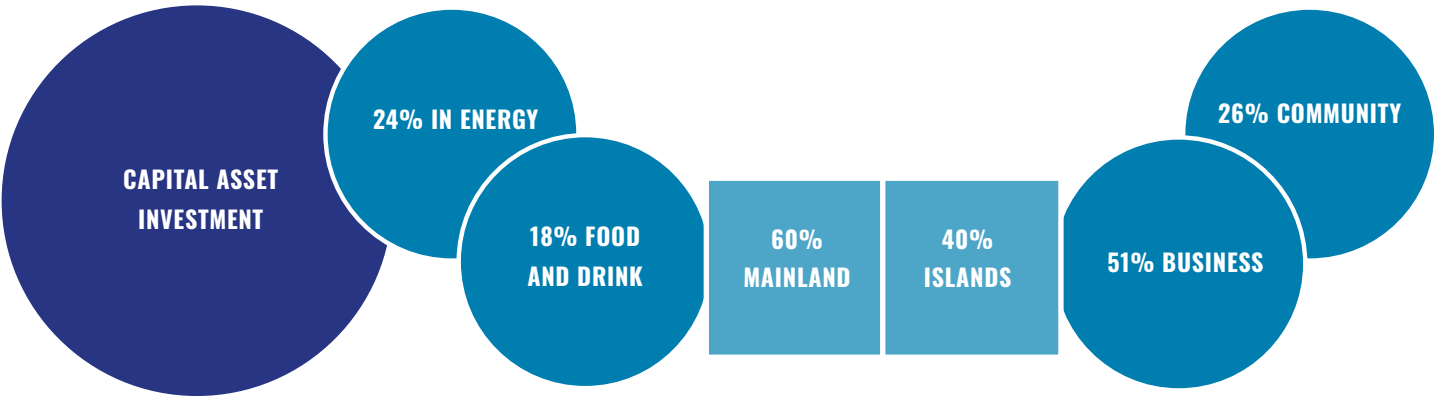 CAPITAL ASSET
INVESTMENT
24% IN ENERGY
18% FOOD
AND DRINK
60%
MAINLAND
40%
ISLANDS
51% BUSINESS
26% COMMUNITY